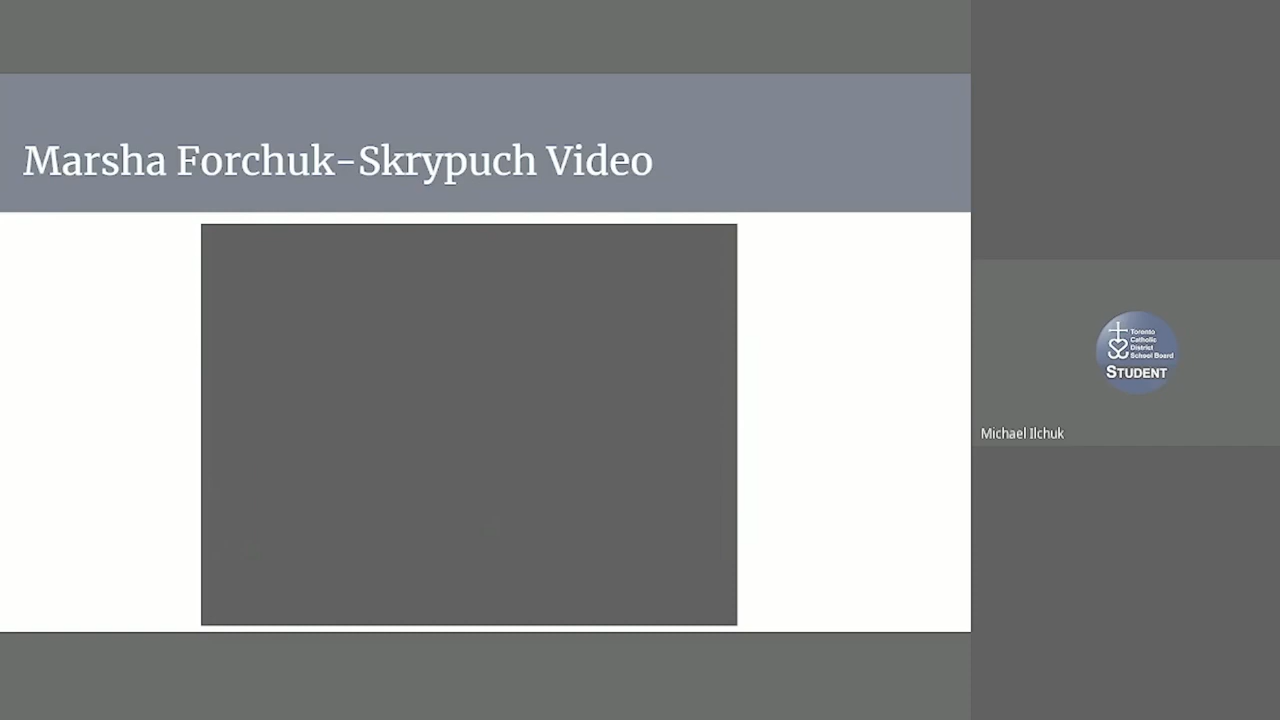 Marsha Forchuk-Skrypuch Video
Toronto
Catholic
District
School Board
STUDENT
Michael Ilchuk